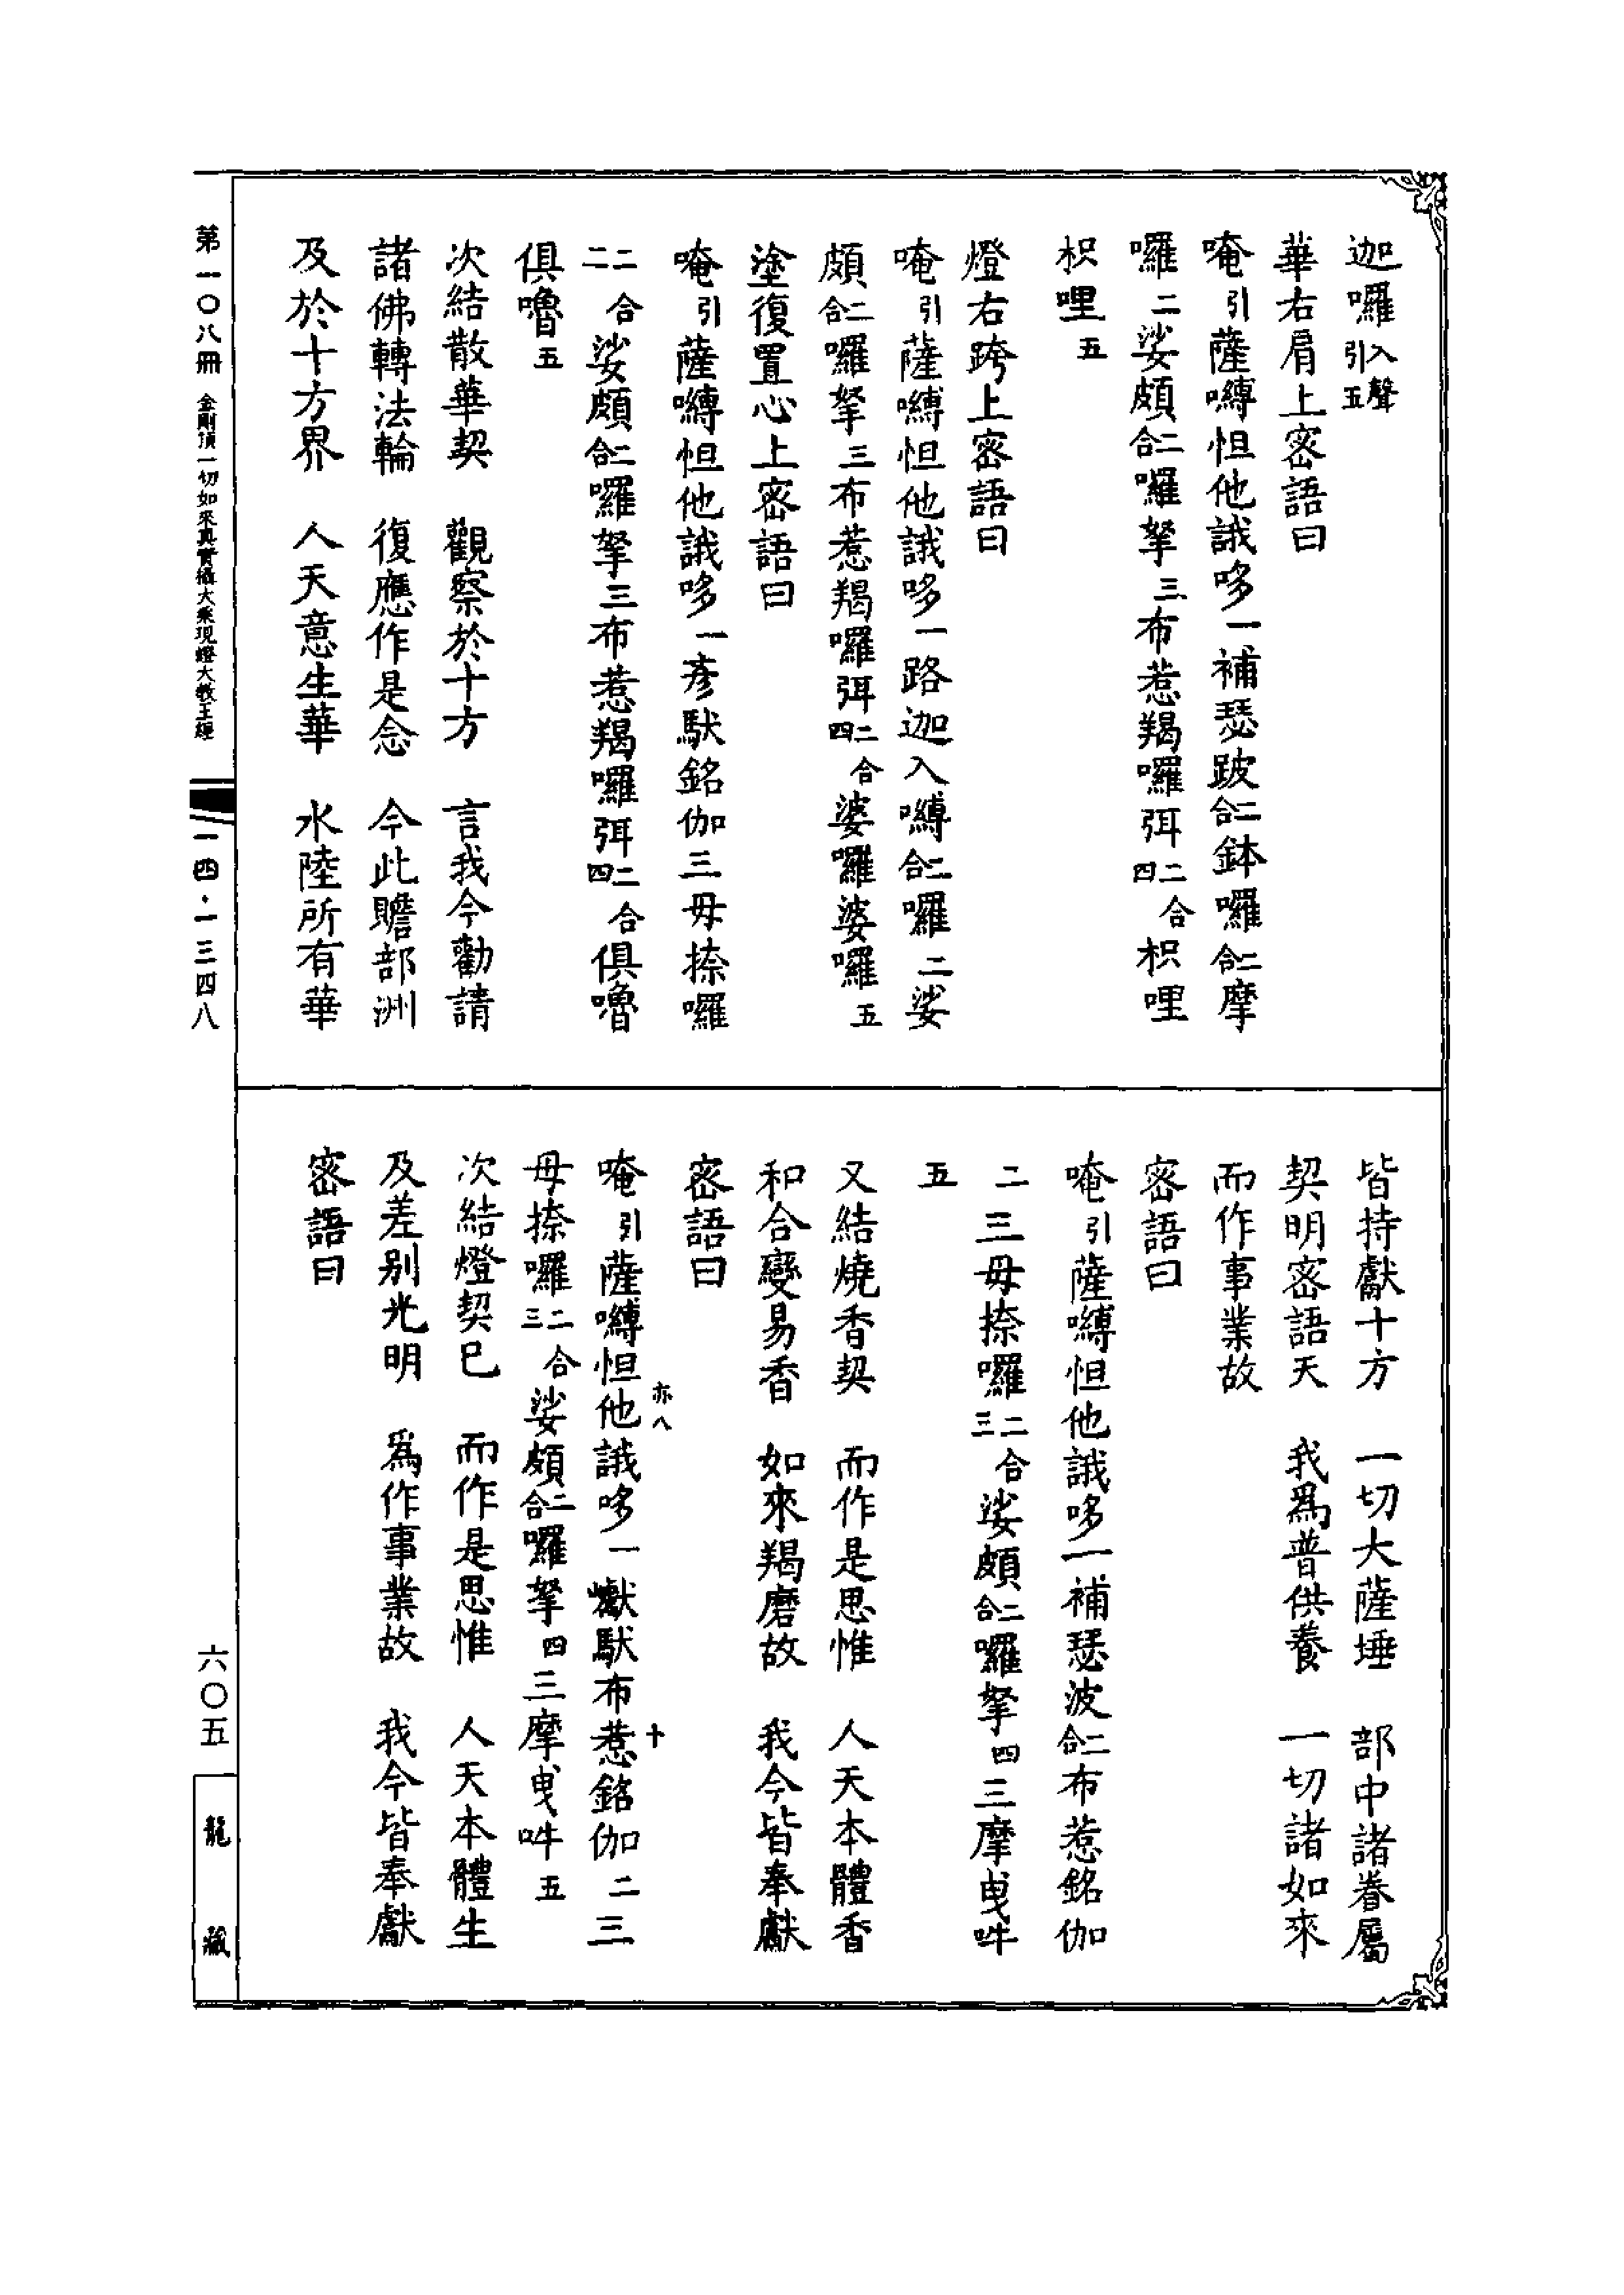 迦囉入聲引五
華右肩上密語曰
唵引薩嚩怛他誐哆一補瑟跛二合鉢囉二合摩
囉二娑頗二合囉拏三布惹羯囉弭二合四枳哩
枳哩五
燈右跨上密語曰
唵引薩嚩怛他誐哆一路迦入嚩二合囉二娑
頗二合囉拏三布惹羯囉弭二合四婆囉婆囉五
塗復置心上密語曰
唵引薩嚩怛他誐哆一彥馱銘伽三毋捺囉
二合二娑頗二合囉拏三布惹羯囉弭二合四俱嚕
俱嚕五
次結散華契　觀察於十方　言我今勸請
諸佛轉法輪　復應作是念　今此贍部洲
及於十方界　人天意生華　水陸所有華
皆持獻十方　一切大薩埵　部中諸眷屬
契明密語天　我爲普供養　一切諸如來
而作事業故
密語曰
唵引薩嚩怛他誐哆一補瑟波二合布惹銘伽
二三毋捺囉二合三娑頗二合囉拏四三摩曳吽
五
又結燒香契　而作是思惟　人天本體香
和合變易香　如來羯磨故　我今皆奉獻
密語曰
唵引薩嚩怛他誐哆一馱布惹銘伽二三
毋捺囉二合三娑頗二合囉拏四三摩曳吽五
次結燈契已　而作是思惟　人天本體生
及差別光明　爲作事業故　我今皆奉獻
密語曰
亦八
十
第一〇八冊　金剛頂一切如來眞實攝大乘現證大教王經
一四·一三四八
六〇五
龍藏